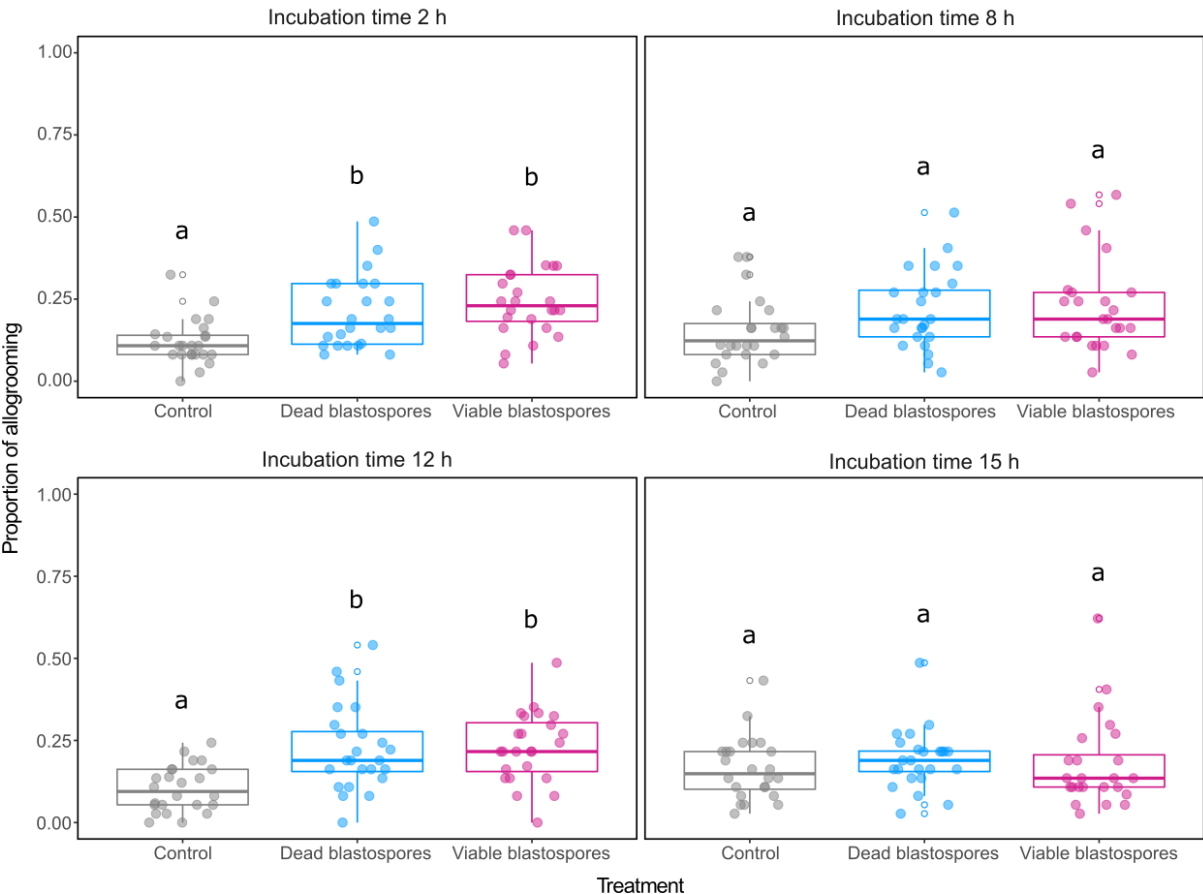 Incubation time 2 h
Incubation time 8 h
Proportion of allogrooming
1.00
0.75
0.50
0.25
0.00
a
b
b
a
a
a
Control
Dead blastospores
Viable blastospores
Control
Dead blastospores
Viable blastospores
Incubation time 12 h
Incubation time 15 h
1.00
0.75
0.50
0.25
0.00
a
b
b
a
a
a
Control
Dead blastospores
Viable blastospores
Control
Dead blastospores
Viable blastospores
Treatment